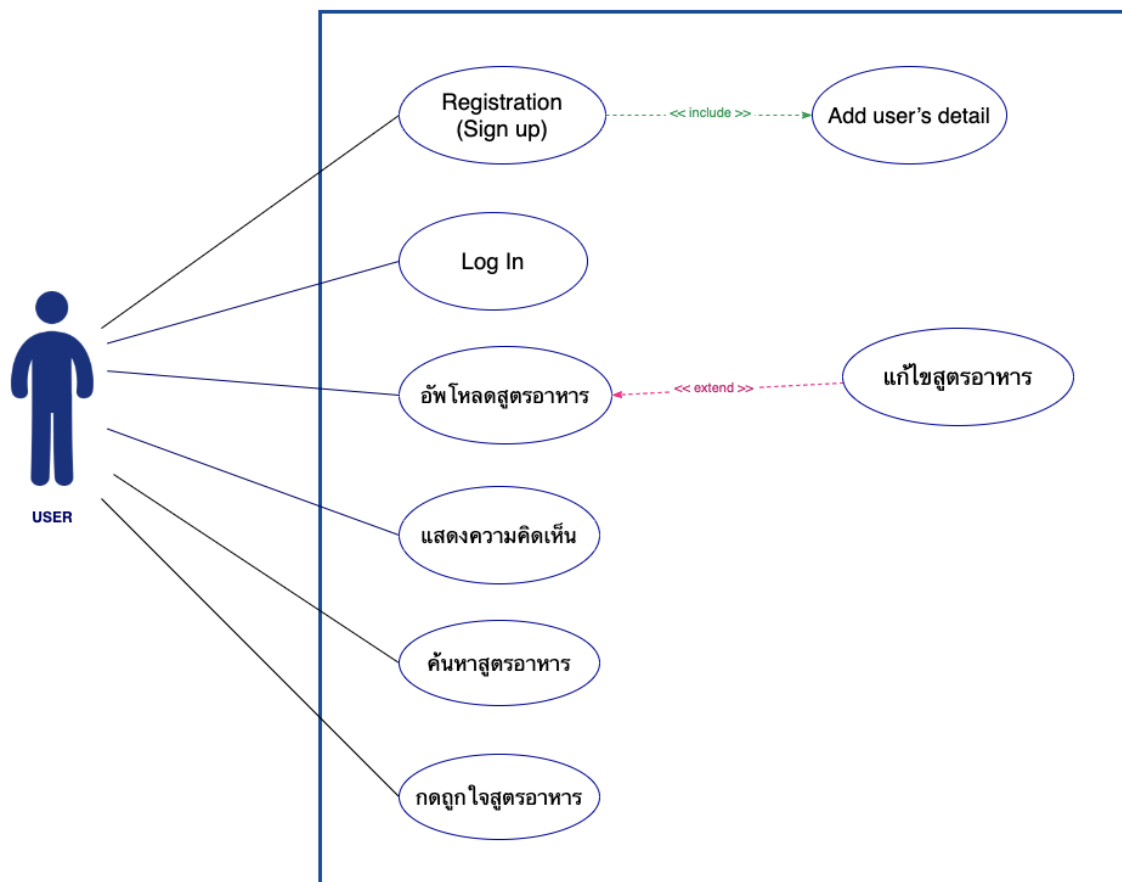 Registration
(Sign up)
<< include >>
Add user's detail
Log In
อัพโหลดสูตรอาหาร
<< extend >>
แก้ไขสูตรอาหาร
USER
แสดงความคิดเห็น
ค้นหาสูตรอาหาร
กดถูกใจสูตรอาหาร